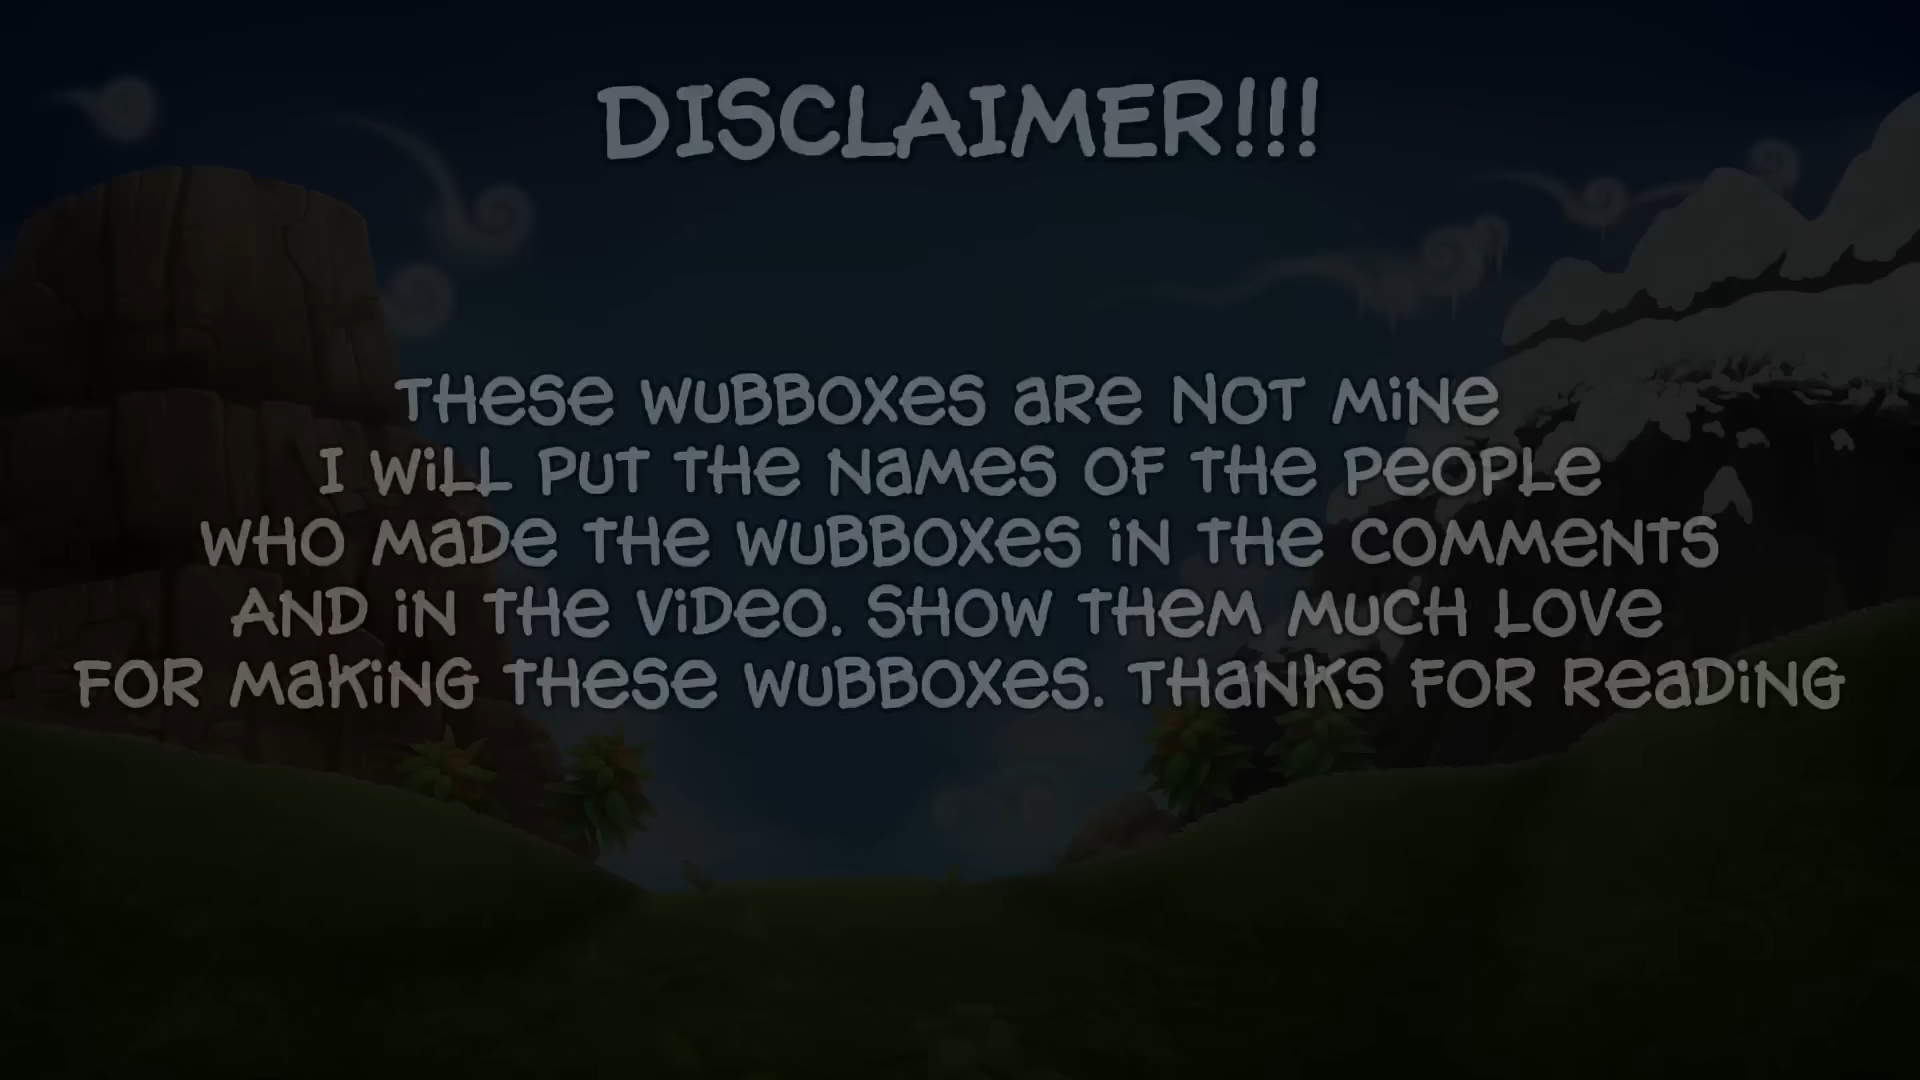 DISCLAIMER!!!
THESE WUBBOXES ARE NOT MINE
I WILL PUT THE NAMES OF THE PEOPLE
WHO MADE THE WUBBOXES IN THE COMMENTS
AND IN THE VIDEO. SHOW THEM MUCH LOVE
FOR MAKING THESE WUBBOXES. THANKS FOR READING